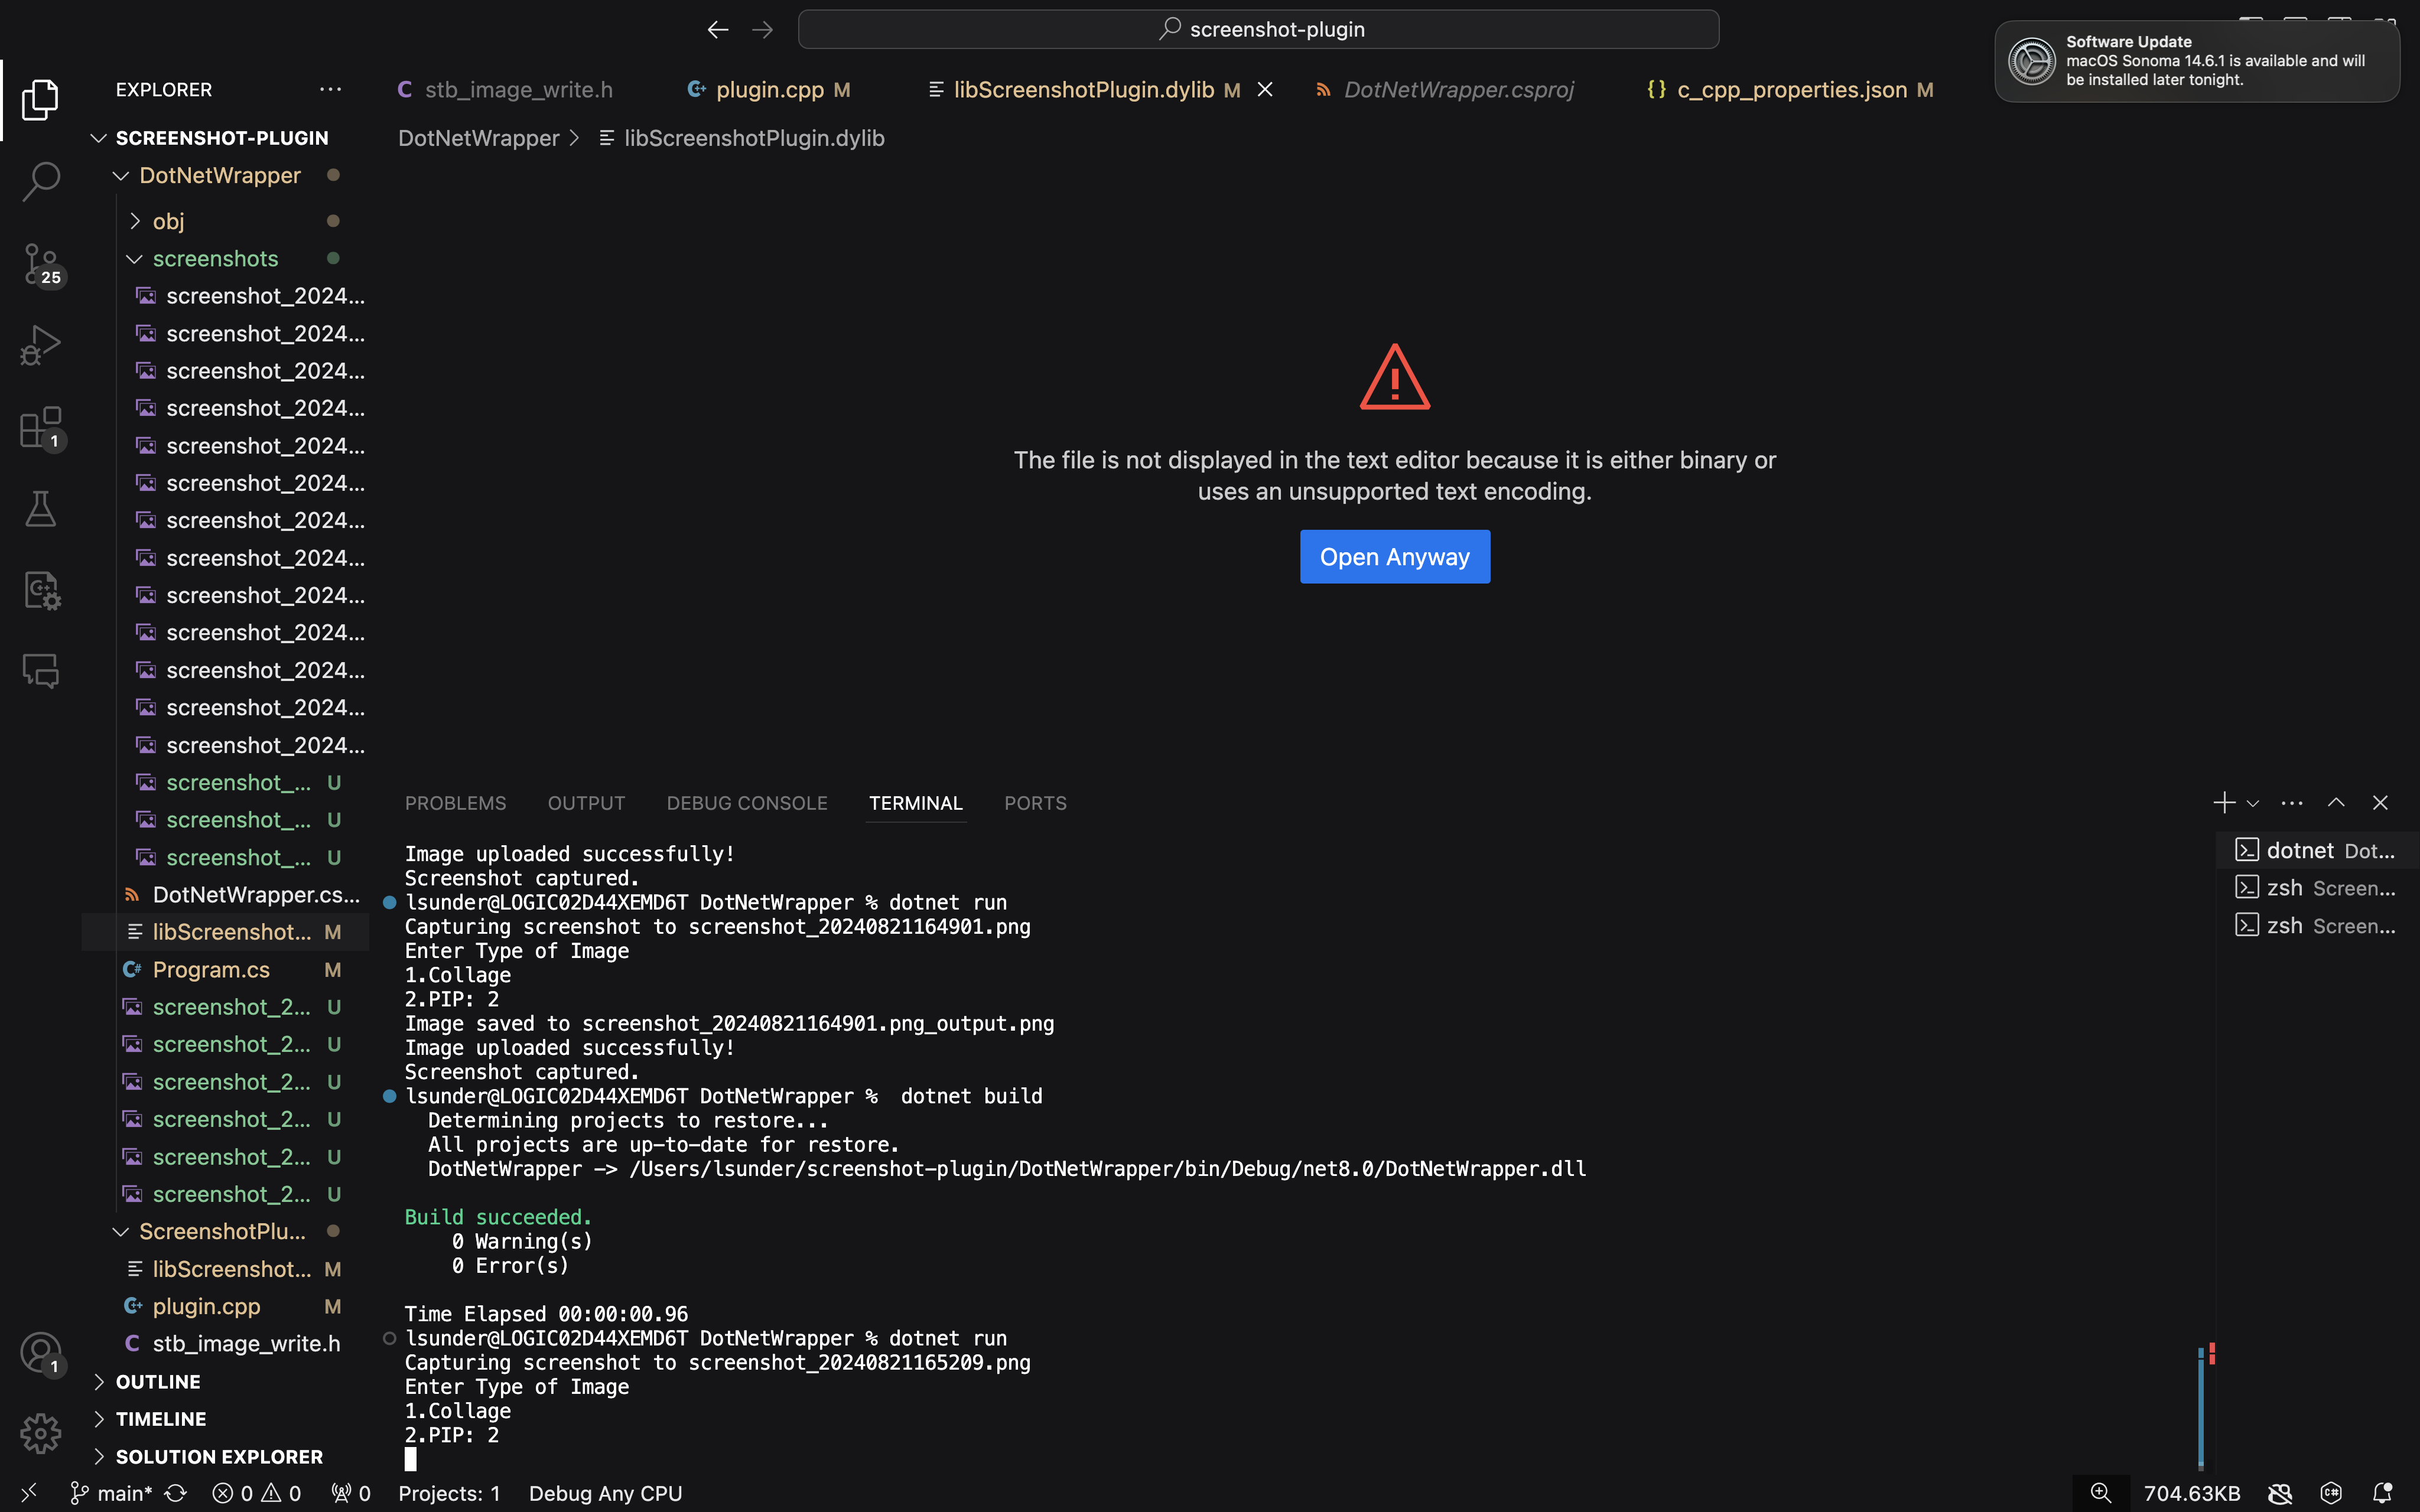 screenshot-plugin
Software Update
macOS Sonoma 14.6.1 is available and will
be installed later tonight.
EXPLORER
stb_image_write.h
plugin.cpp M
libScreenshotPlugin.dylib M
DotNetWrapper.csproj
{} c_cpp_properties.json M
SCREENSHOT-PLUGIN
DotNetWrapper > libScreenshotPlugin.dylib
DotNetWrapper
obj
screenshots
screenshot_2024...
screenshot_2024...
screenshot_2024...
screenshot_2024...
screenshot_2024...
screenshot_2024...
screenshot_2024...
screenshot_2024...
screenshot_2024...
screenshot_2024...
screenshot_2024...
screenshot_2024...
screenshot_2024...
screenshot_... U
screenshot_... U
screenshot_... U
DotNetWrapper.cs...
libScreenshot... M
Program.cs M
screenshot_2... U
screenshot_2... U
screenshot_2... U
screenshot_2... U
screenshot_2... U
screenshot_2... U
ScreenshotPlu...
libScreenshot... M
plugin.cpp M
stb_image_write.h
OUTLINE
TIMELINE
SOLUTION EXPLORER
25
1
1
The file is not displayed in the text editor because it is either binary or
uses an unsupported text encoding.
Open Anyway
PROBLEMS OUTPUT DEBUG CONSOLE TERMINAL PORTS
Image uploaded successfully!
Screenshot captured.
lsunder@LOGIC02D44XEMD6T DotNetWrapper % dotnet run
Capturing screenshot to screenshot_20240821164901.png
Enter Type of Image
1.Collage
2.PIP: 2
Image saved to screenshot_20240821164901.png_output.png
Image uploaded successfully!
Screenshot captured.
lsunder@LOGIC02D44XEMD6T DotNetWrapper %  dotnet build
Determining projects to restore...
All projects are up-to-date for restore.
DotNetWrapper -> /Users/lsunder/screenshot-plugin/DotNetWrapper/bin/Debug/net8.0/DotNetWrapper.dll
Build succeeded.
0 Warning(s)
0 Error(s)
Time Elapsed 00:00:00.96
lsunder@LOGIC02D44XEMD6T DotNetWrapper % dotnet run
Capturing screenshot to screenshot_20240821165209.png
Enter Type of Image
1.Collage
2.PIP: 2
dotnet Dot...
zsh Screen...
zsh Screen...
main* 0 0 0 Projects: 1 Debug Any CPU
704.63KB